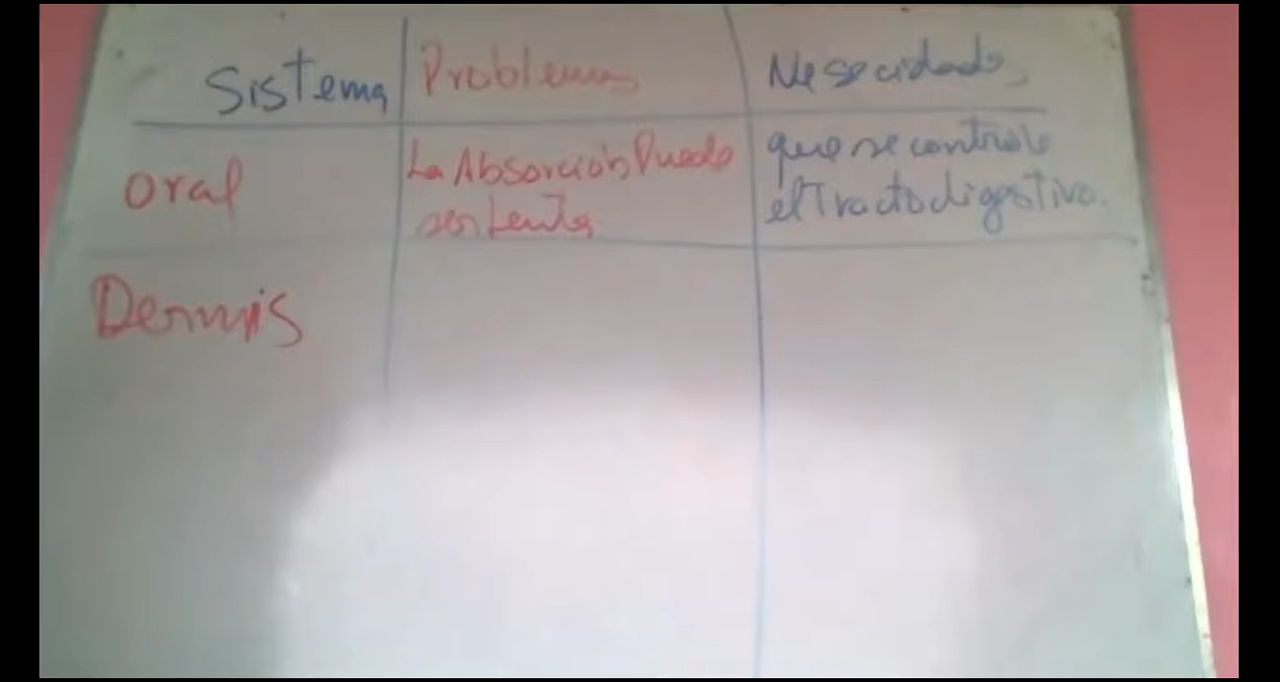 Sistema Problemas Nesecidades
Oral La Absorción Puede que se controle
ser Lenta el Tracto digestivo.
Dermis